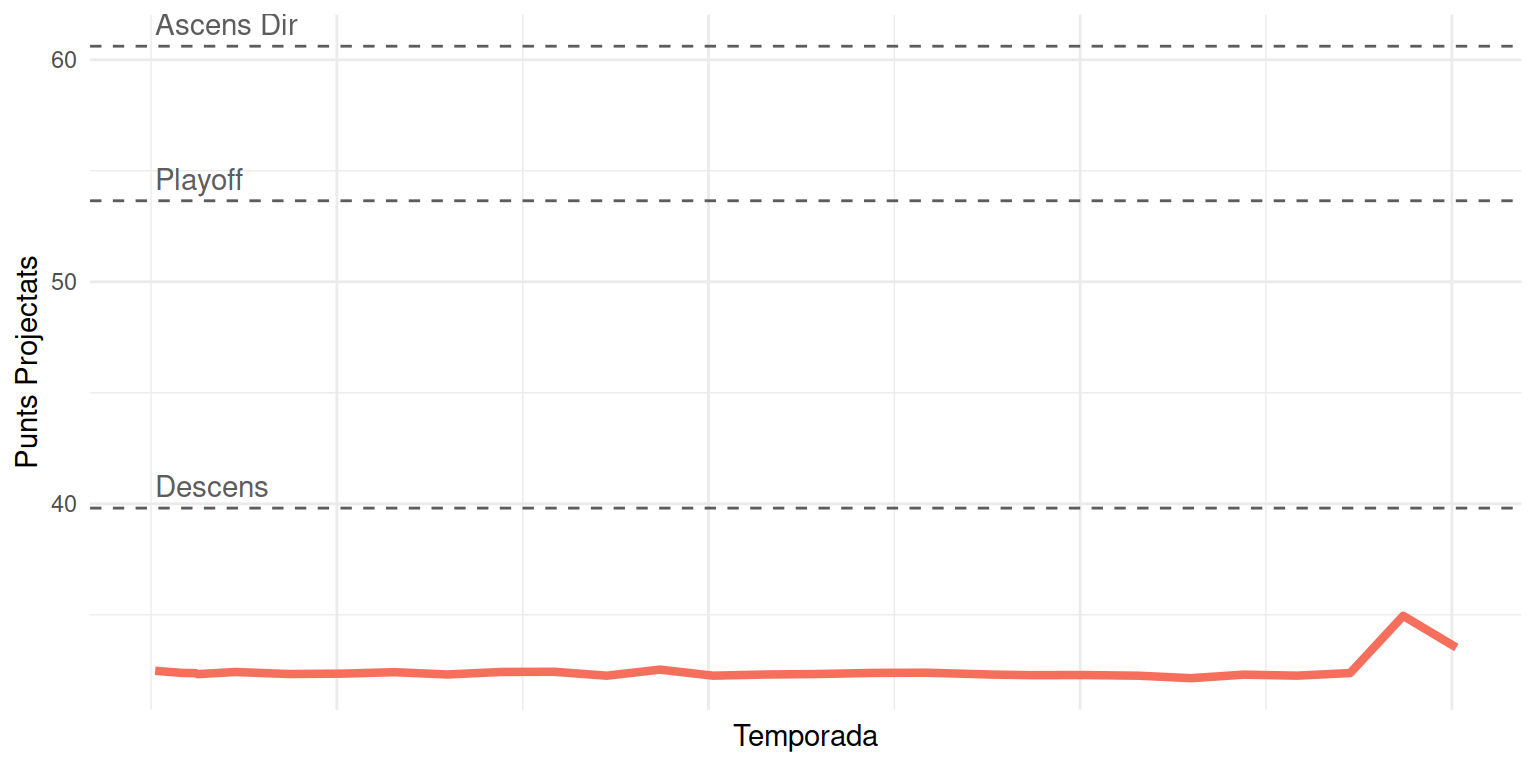 Ascens Dir
60
Playoff
50
Descens
40
Punts Projectats
Temporada